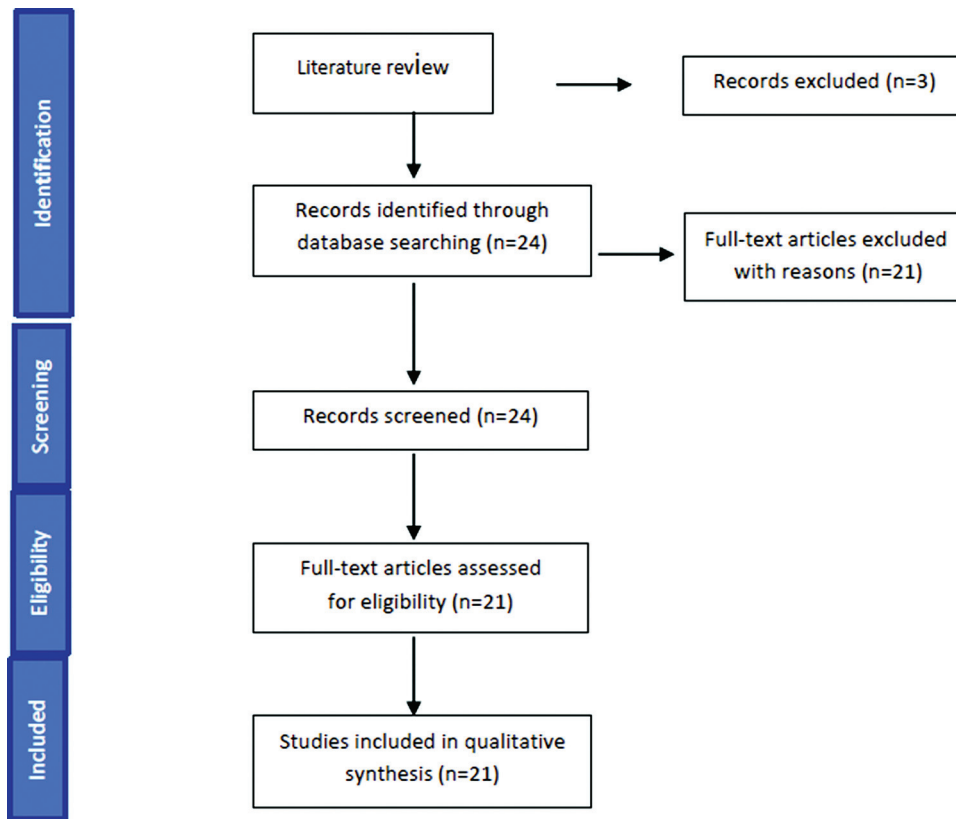 Identification
Literature review
Records excluded (n=3)
Records identified through
database searching (n=24)
Full-text articles excluded
with reasons (n=21)
Screening
Records screened (n=24)
Eligibility
Full-text articles assessed
for eligibility (n=21)
Included
Studies included in qualitative
synthesis (n=21)